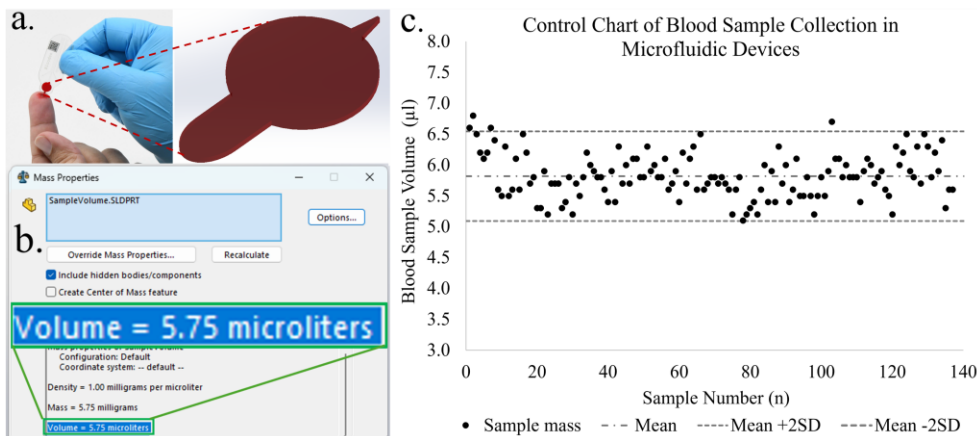 a.
b.
Mass Properties
SampleVolume.SLDPRT
Options...
Override Mass Properties...
Recalculate
Include hidden bodies/components
Create Center of Mass feature
Volume = 5.75 microliters
Configuration: Default
Coordinate system: -- default --
Density = 1.00 milligrams per microliter
Mass = 5.75 milligrams
Volume = 5.75 microliters
c.
Control Chart of Blood Sample Collection in
Microfluidic Devices
Blood Sample Volume (µl)
8.0
7.5
7.0
6.5
6.0
5.5
5.0
4.5
4.0
3.5
3.0
0
20
40
60
80
100
120
140
Sample Number (n)
Sample mass
Mean
Mean +2SD
Mean -2SD